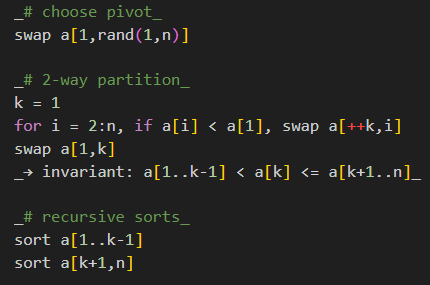 _# choose pivot_
swap a[1,rand(1,n)]
_# 2-way partition_
k = 1
for i = 2:n, if a[i] < a[1], swap a[++k,i]
swap a[1,k]
_→ invariant: a[1..k-1] < a[k] <= a[k+1..n]_
_# recursive sorts_
sort a[1..k-1]
sort a[k+1,n]